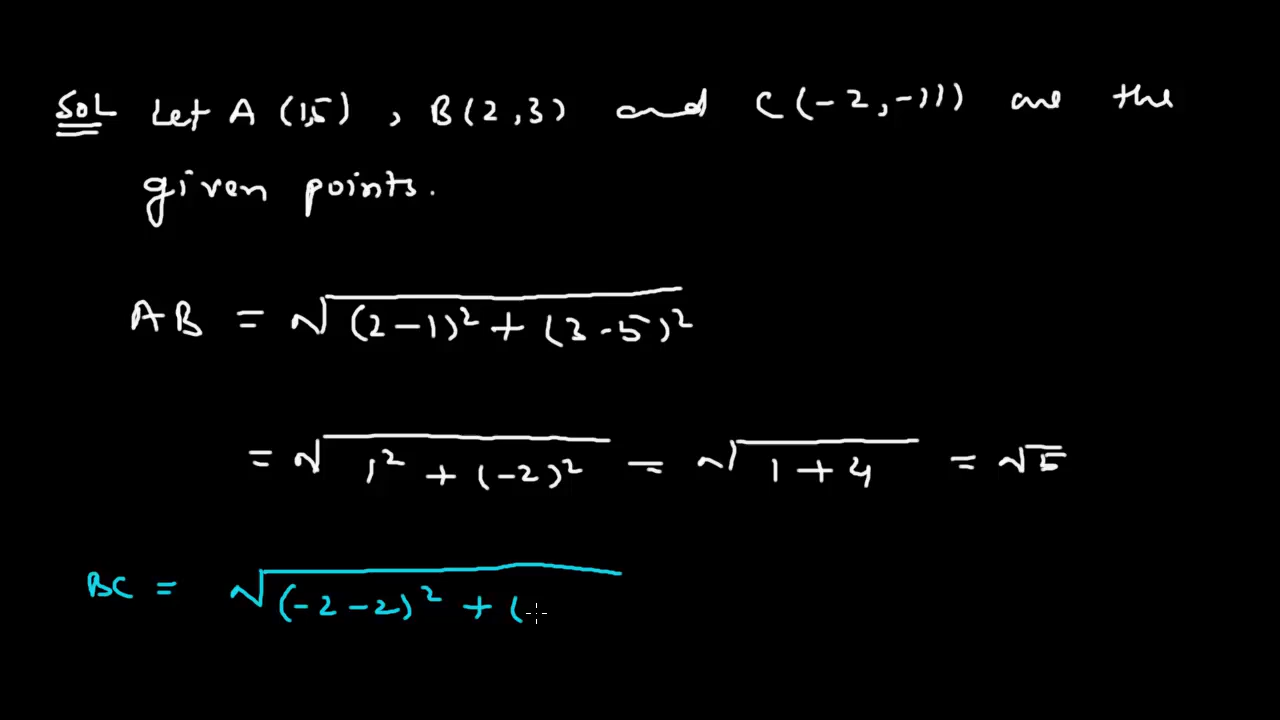 SOL Let A (1,5) , B(2,3) and C(-2,-11) are the
given points.
AB = √(2-1)² + (3-5)²
= √1² + (-2)² = √1+4 = √5
BC = √(-2-2)² + (